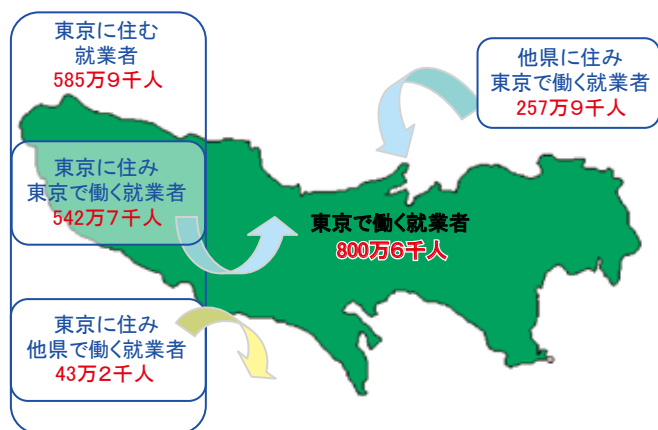 東京に住む
就業者
585万9千人
他県に住み
東京で働く就業者
257万9千人
東京に住み
東京で働く就業者
542万7千人
東京で働く就業者
800万6千人
東京に住み
他県で働く就業者
43万2千人